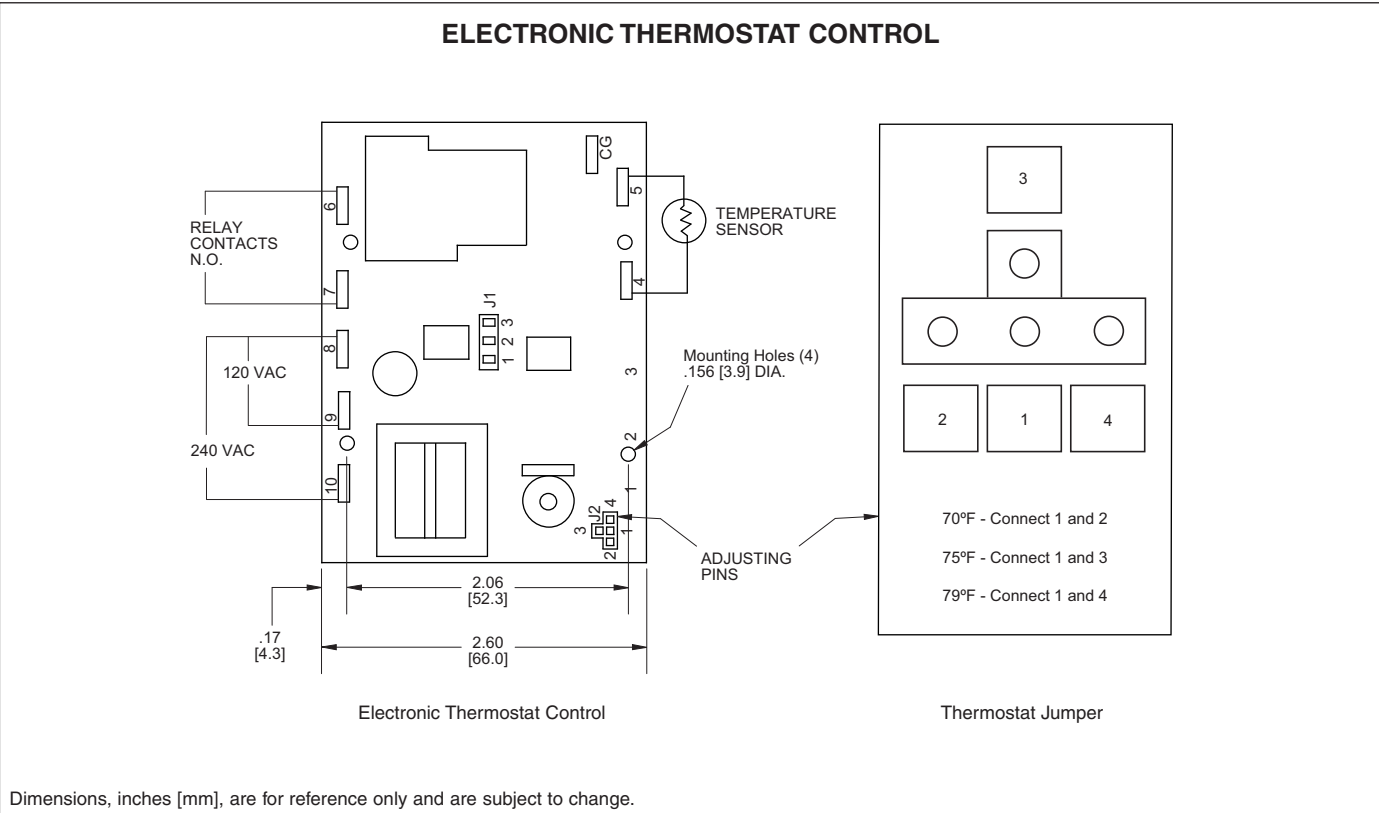 ELECTRONIC THERMOSTAT CONTROL
CG
5
6
TEMPERATURE
SENSOR
RELAY
CONTACTS
N.O.
4
7
J1
3
2
1
8
120 VAC
Mounting Holes (4)
.156 [3.9] DIA.
3
9
2
240 VAC
10
1
J2
4
3
1
2
ADJUSTING
PINS
2.06
[52.3]
.17
[4.3]
2.60
[66.0]
Electronic Thermostat Control
3
2
1
4
70ºF - Connect 1 and 2
75ºF - Connect 1 and 3
79ºF - Connect 1 and 4
Thermostat Jumper
Dimensions, inches [mm], are for reference only and are subject to change.